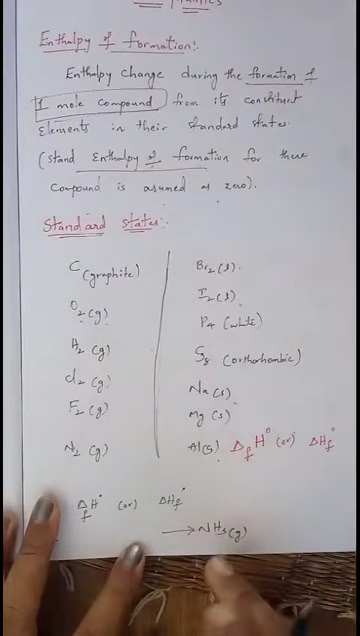 Enthalpy of formation:
Enthalpy change during the formation of
1 mole compound from its constituent
elements in their standard states.
(stand Enthalpy of formation for these
compound is asumed as zero).
Standard states:
C (graphite)
O2 (g)
H2 (g)
Cl2 (g)
F2 (g)
N2 (g)
Br2 (l).
I2 (l).
P4 (white)
S8 (orthorhombic)
Na (s)
Mg (s)
Al (s) ΔfH° (or) ΔHf°
ΔfH° (or) ΔHf°
→ NH3 (g)